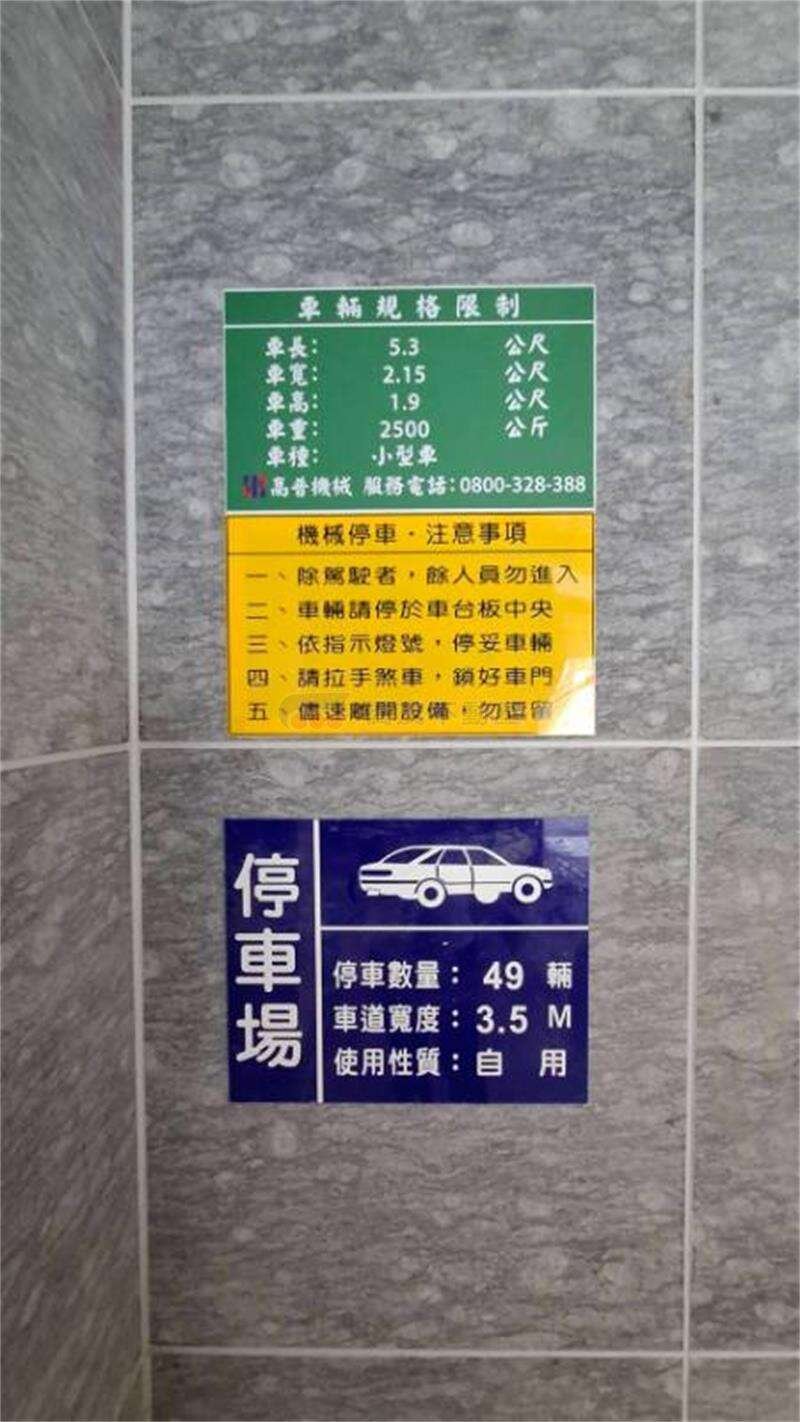 車輛規格限制
車長： 5.3 公尺
車寬： 2.15 公尺
車高： 1.9 公尺
車重： 2500 公斤
車種： 小型車
高普機械 服務電話：0800-328-388
機械停車・注意事項
一、除駕駛者，餘人員勿進入
二、車輛請停於車台板中央
三、依指示燈號，停妥車輛
四、請拉手煞車，鎖好車門
五、儘速離開設備，勿逗留
停車場
停車數量： 49 輛
車道寬度： 3.5 M
使用性質： 自 用